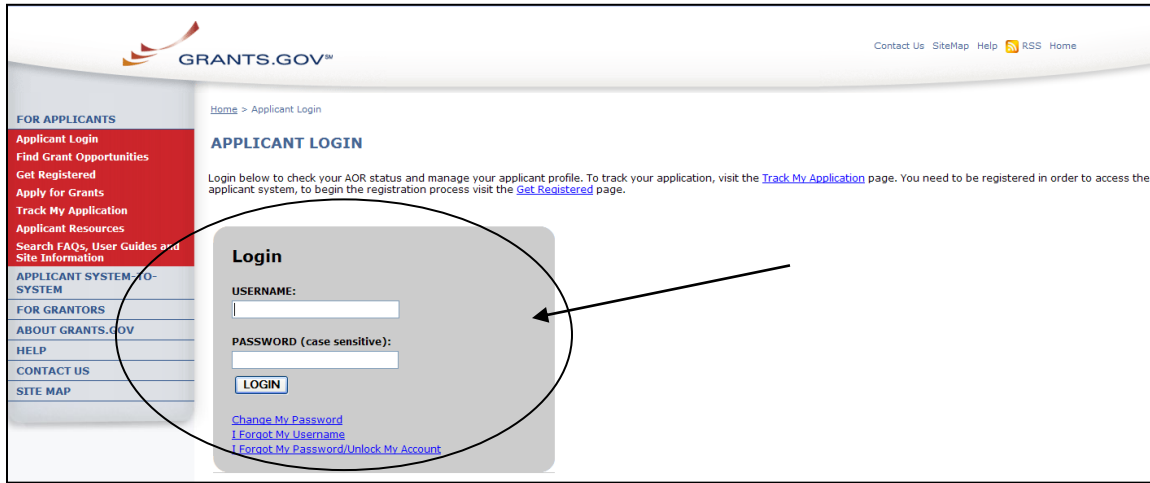 GRANTS.GOV℠
Contact Us SiteMap Help RSS Home
FOR APPLICANTS
Applicant Login
Find Grant Opportunities
Get Registered
Apply for Grants
Track My Application
Applicant Resources
Search FAQs, User Guides and
Site Information
APPLICANT SYSTEM-TO-
SYSTEM
FOR GRANTORS
ABOUT GRANTS.GOV
HELP
CONTACT US
SITE MAP
Home > Applicant Login
APPLICANT LOGIN
Login below to check your AOR status and manage your applicant profile. To track your application, visit the Track My Application page. You need to be registered in order to access the
applicant system, to begin the registration process visit the Get Registered page.
Login
USERNAME:
PASSWORD (case sensitive):
LOGIN
Change My Password
I Forgot My Username
I Forgot My Password/Unlock My Account